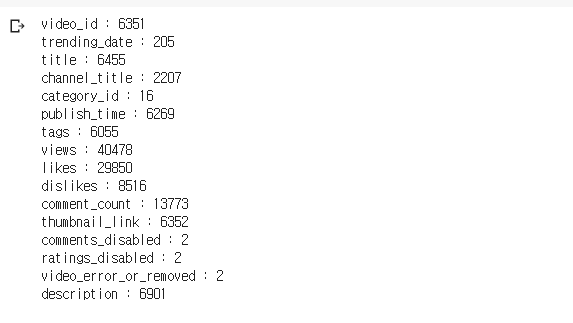 video_id : 6351
trending_date : 205
title : 6455
channel_title : 2207
category_id : 16
publish_time : 6269
tags : 6055
views : 40478
likes : 29850
dislikes : 8516
comment_count : 13773
thumbnail_link : 6352
comments_disabled : 2
ratings_disabled : 2
video_error_or_removed : 2
description : 6901